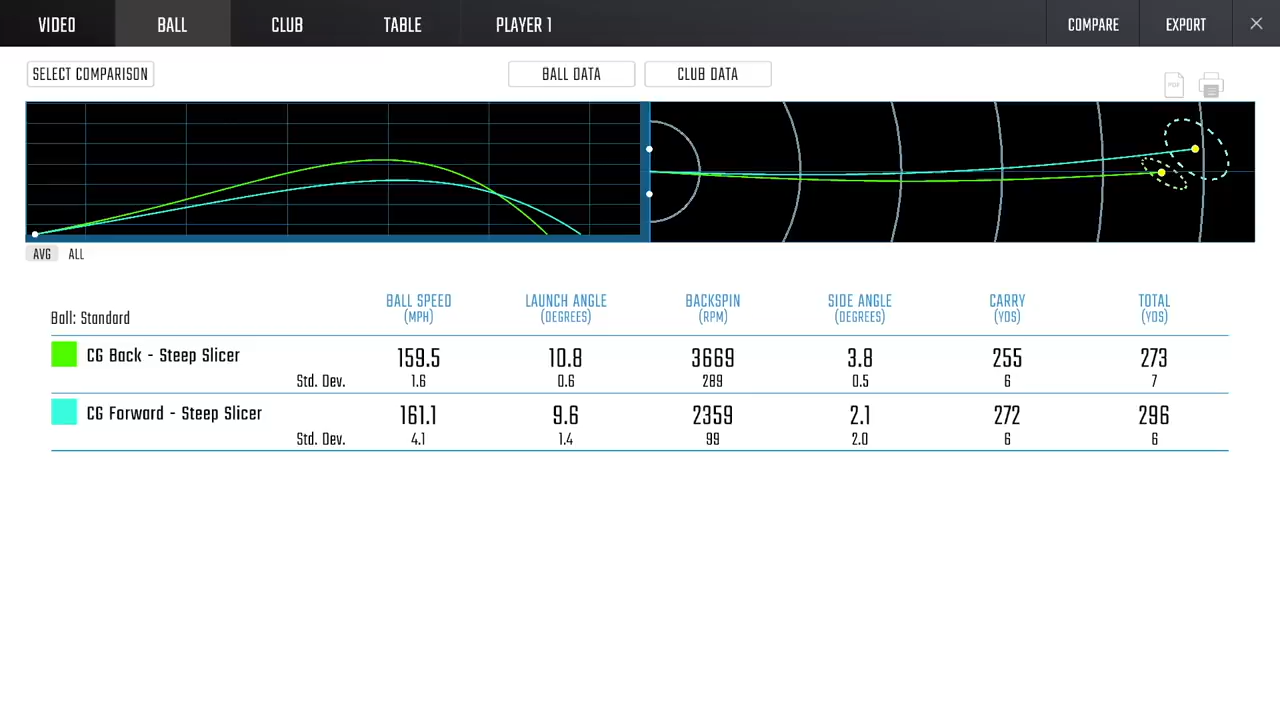 VIDEO BALL CLUB TABLE PLAYER 1 COMPARE EXPORT
SELECT COMPARISON BALL DATA CLUB DATA
AVG ALL
BALL SPEED LAUNCH ANGLE BACKSPIN SIDE ANGLE CARRY TOTAL
Ball: Standard (MPH) (DEGREES) (RPM) (DEGREES) (YDS) (YDS)
CG Back - Steep Slicer 159.5 10.8 3669 3.8 255 273
Std. Dev. 1.6 0.6 289 0.5 6 7
CG Forward - Steep Slicer 161.1 9.6 2359 2.1 272 296
Std. Dev. 4.1 1.4 99 2.0 6 6